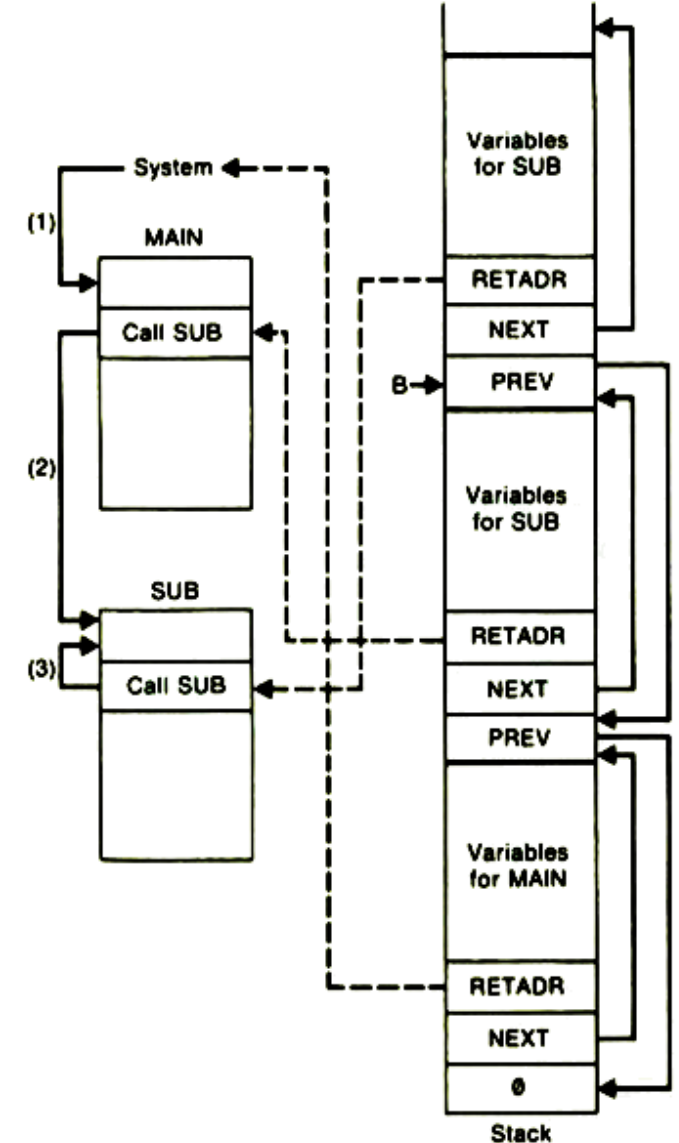 System
(1)
MAIN
Call SUB
(2)
SUB
(3)
Call SUB
Variables
for SUB
RETADR
NEXT
B
PREV
Variables
for SUB
RETADR
NEXT
PREV
Variables
for MAIN
RETADR
NEXT
0
Stack